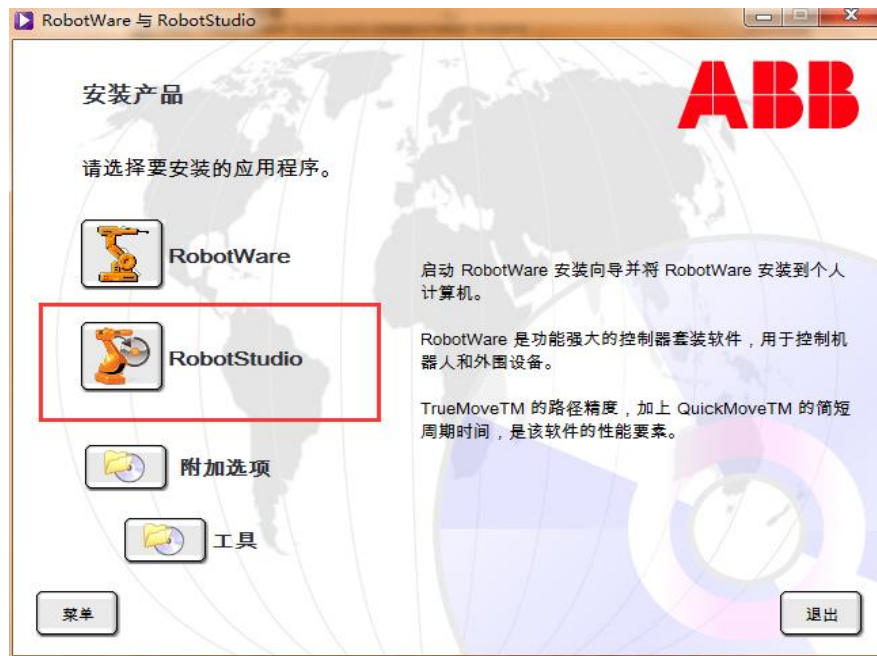 RobotWare 与 RobotStudio
安装产品
ABB
请选择要安装的应用程序。
RobotWare
RobotStudio
附加选项
工具
启动 RobotWare 安装向导并将 RobotWare 安装到个人
计算机。
RobotWare 是功能强大的控制器套装软件，用于控制机
器人和外围设备。
TrueMoveTM 的路径精度，加上 QuickMoveTM 的简短
周期时间，是该软件的性能要素。
菜单
退出